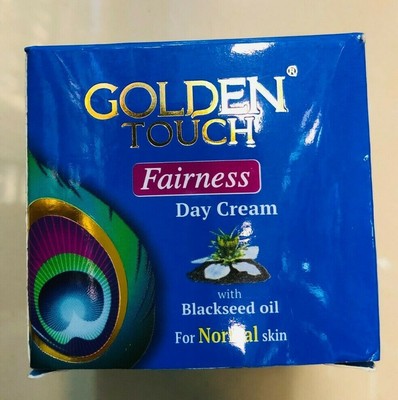 GOLDEN®
TOUCH
Fairness
Day Cream
with
Blackseed oil
For Normal skin